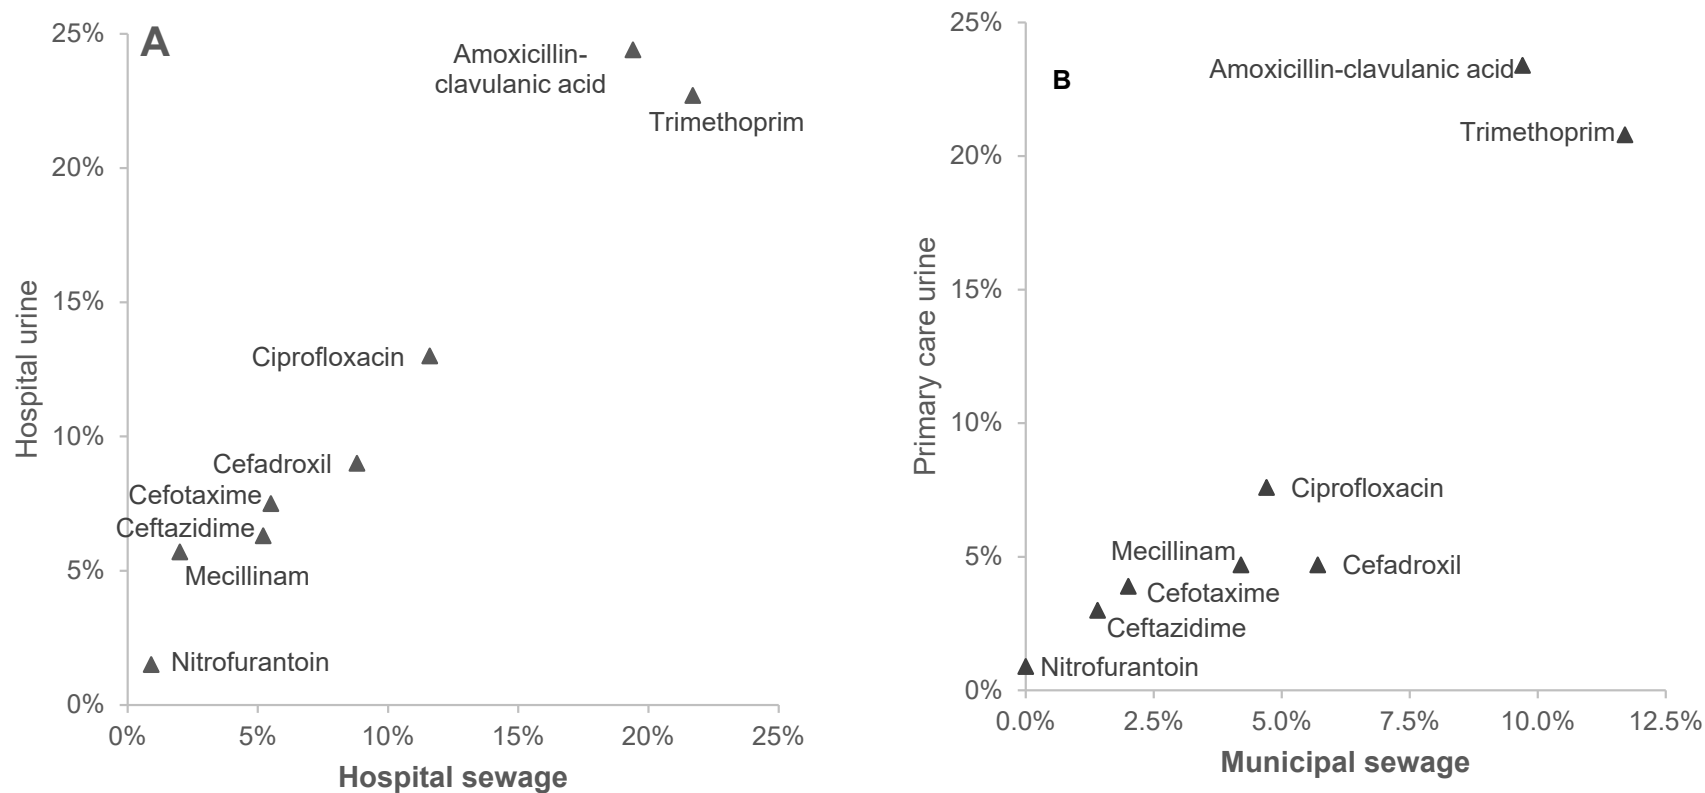 A
25%
20%
15%
10%
5%
0%
Hospital urine
Amoxicillin-
clavulanic acid
Trimethoprim
Ciprofloxacin
Cefadroxil
Cefotaxime
Ceftazidime
Mecillinam
Nitrofurantoin
0% 5% 10% 15% 20% 25%
Hospital sewage
B
25%
20%
15%
10%
5%
0%
Primary care urine
Amoxicillin-clavulanic acid
Trimethoprim
Ciprofloxacin
Mecillinam
Cefadroxil
Cefotaxime
Ceftazidime
Nitrofurantoin
0.0% 2.5% 5.0% 7.5% 10.0% 12.5%
Municipal sewage